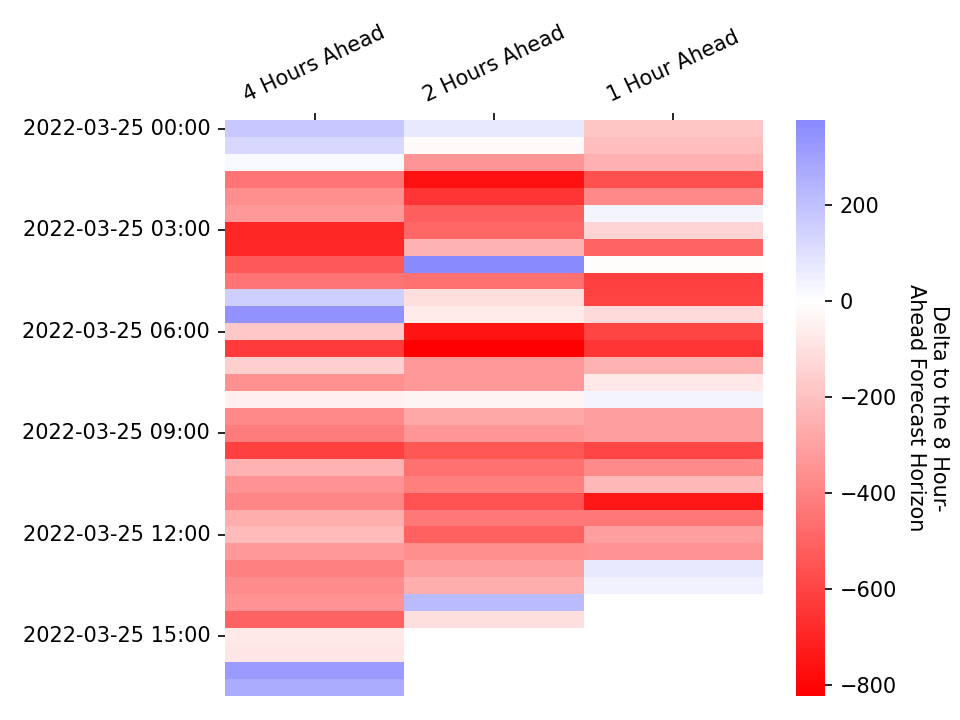 4 Hours Ahead
2 Hours Ahead
1 Hour Ahead
2022-03-25 00:00
2022-03-25 03:00
2022-03-25 06:00
2022-03-25 09:00
2022-03-25 12:00
2022-03-25 15:00
200
0
−200
−400
−600
−800
Delta to the 8 Hour-
Ahead Forecast Horizon